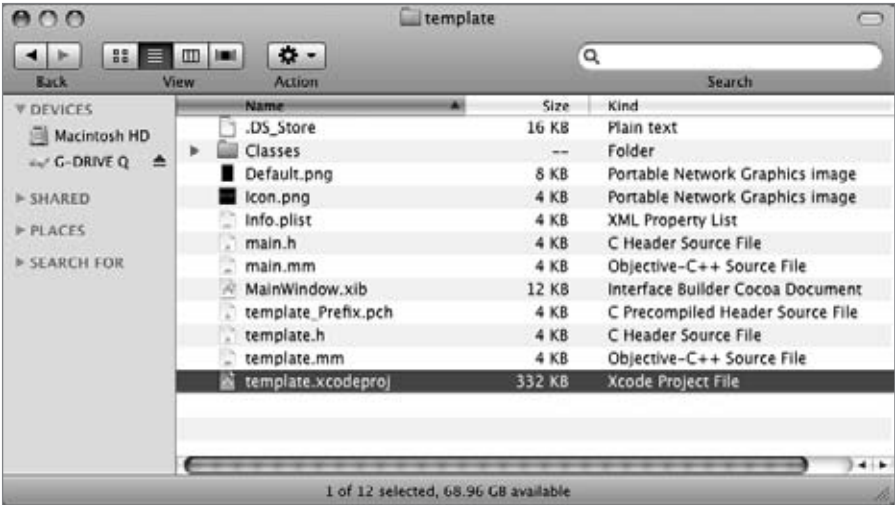 template
Back View Action Search
DEVICES
Macintosh HD
G-DRIVE Q
SHARED
PLACES
SEARCH FOR
Name Size Kind
.DS_Store 16 KB Plain text
Classes -- Folder
Default.png 8 KB Portable Network Graphics image
Icon.png 4 KB Portable Network Graphics image
Info.plist 4 KB XML Property List
main.h 4 KB C Header Source File
main.mm 4 KB Objective-C++ Source File
MainWindow.xib 12 KB Interface Builder Cocoa Document
template_Prefix.pch 4 KB C Precompiled Header Source File
template.h 4 KB C Header Source File
template.mm 4 KB Objective-C++ Source File
template.xcodeproj 332 KB Xcode Project File
1 of 12 selected, 68.96 GB available